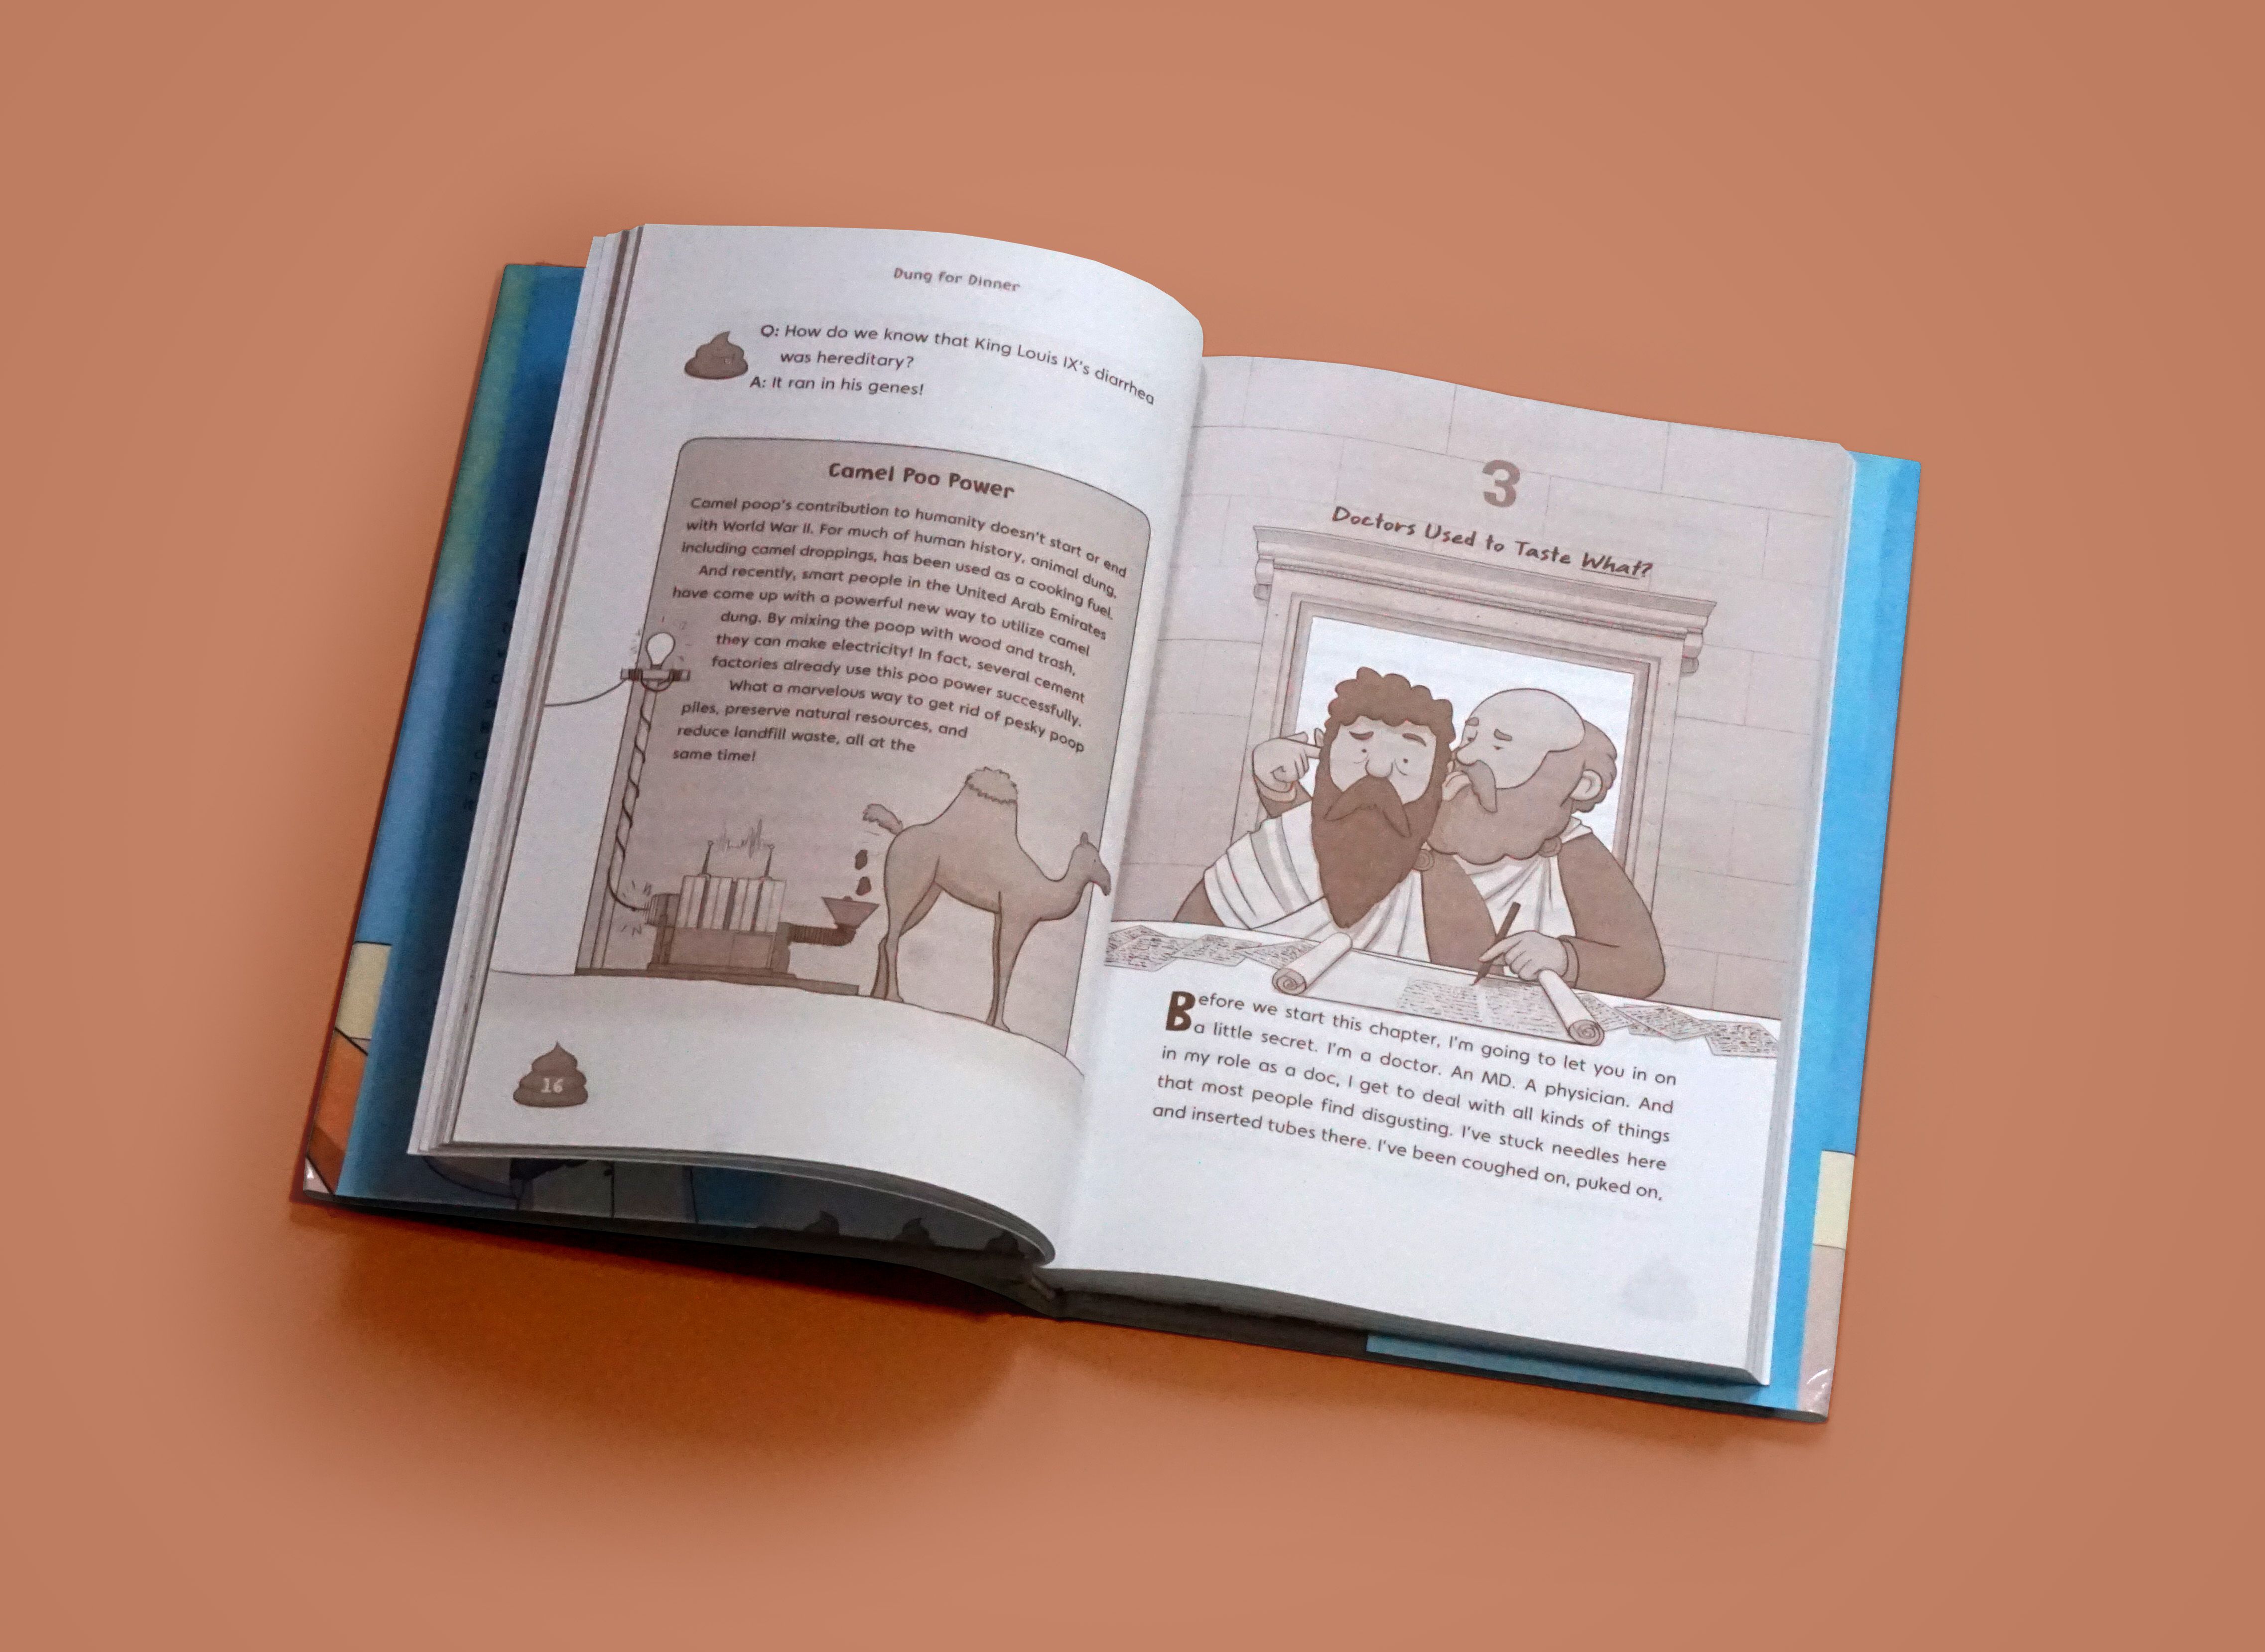 Dung for Dinner
Q: How do we know that King Louis IX's diarrhea
was hereditary?
A: It ran in his genes!
Camel Poo Power
Camel poop's contribution to humanity doesn't start or end
with World War II. For much of human history, animal dung,
including camel droppings, has been used as a cooking fuel.
And recently, smart people in the United Arab Emirates
have come up with a powerful new way to utilize camel
dung. By mixing the poop with wood and trash,
they can make electricity! In fact, several cement
factories already use this poo power successfully.
What a marvelous way to get rid of pesky poop
piles, preserve natural resources, and
reduce landfill waste, all at the
same time!
16
3
Doctors Used to Taste What?
Before we start this chapter, I'm going to let you in on
a little secret. I'm a doctor. An MD. A physician. And
in my role as a doc, I get to deal with all kinds of things
that most people find disgusting. I've stuck needles here
and inserted tubes there. I've been coughed on, puked on,